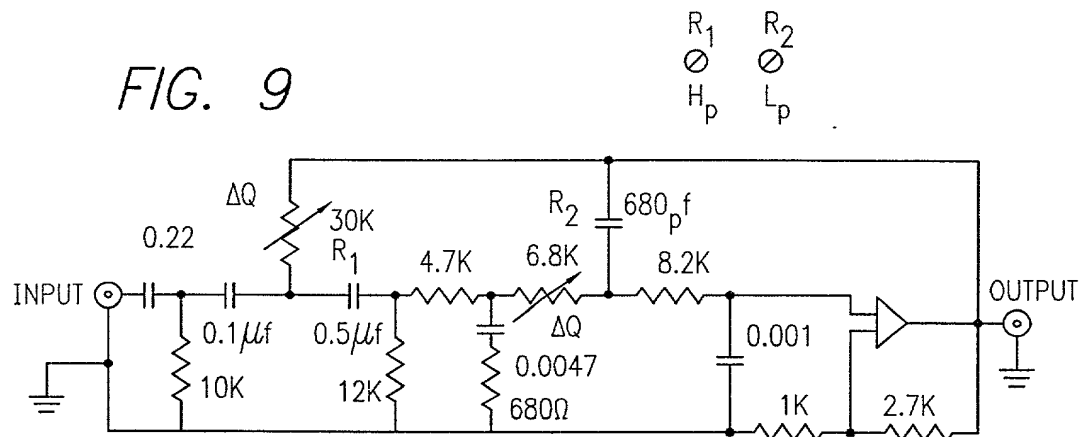 FIG. 9
R1 R2
Hp Lp
ΔQ
30K
R1
0.22
INPUT
0.1μf
0.5μf
10K
12K
4.7K
6.8K
R2
680pf
8.2K
ΔQ
0.0047
680Ω
0.001
OUTPUT
1K
2.7K